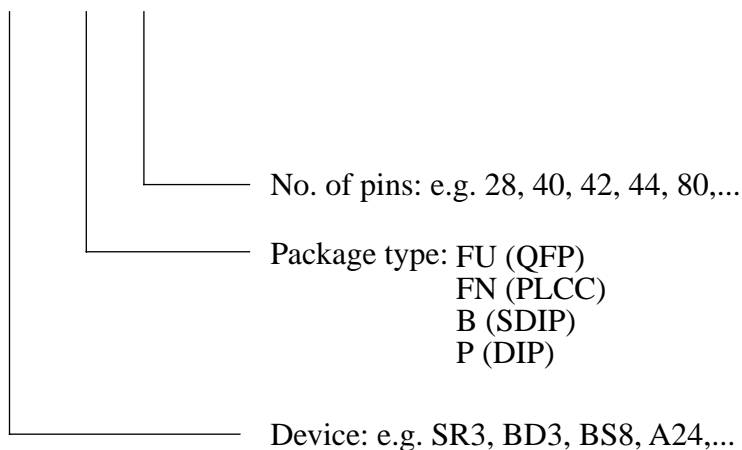 No. of pins: e.g. 28, 40, 42, 44, 80,...
Package type: FU (QFP)
FN (PLCC)
B (SDIP)
P (DIP)
Device: e.g. SR3, BD3, BS8, A24,...